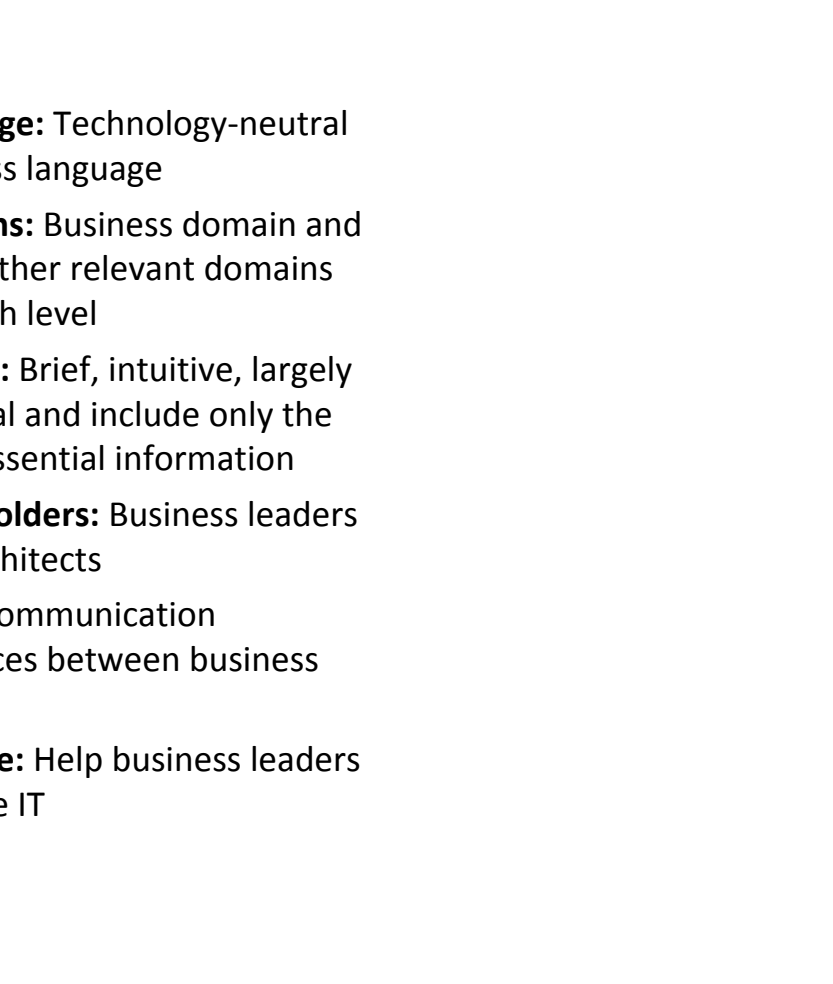 ge: Technology-neutral
ss language
ns: Business domain and
ther relevant domains
h level
: Brief, intuitive, largely
al and include only the
ssential information
olders: Business leaders
hitects
ommunication
ces between business
e: Help business leaders
e IT